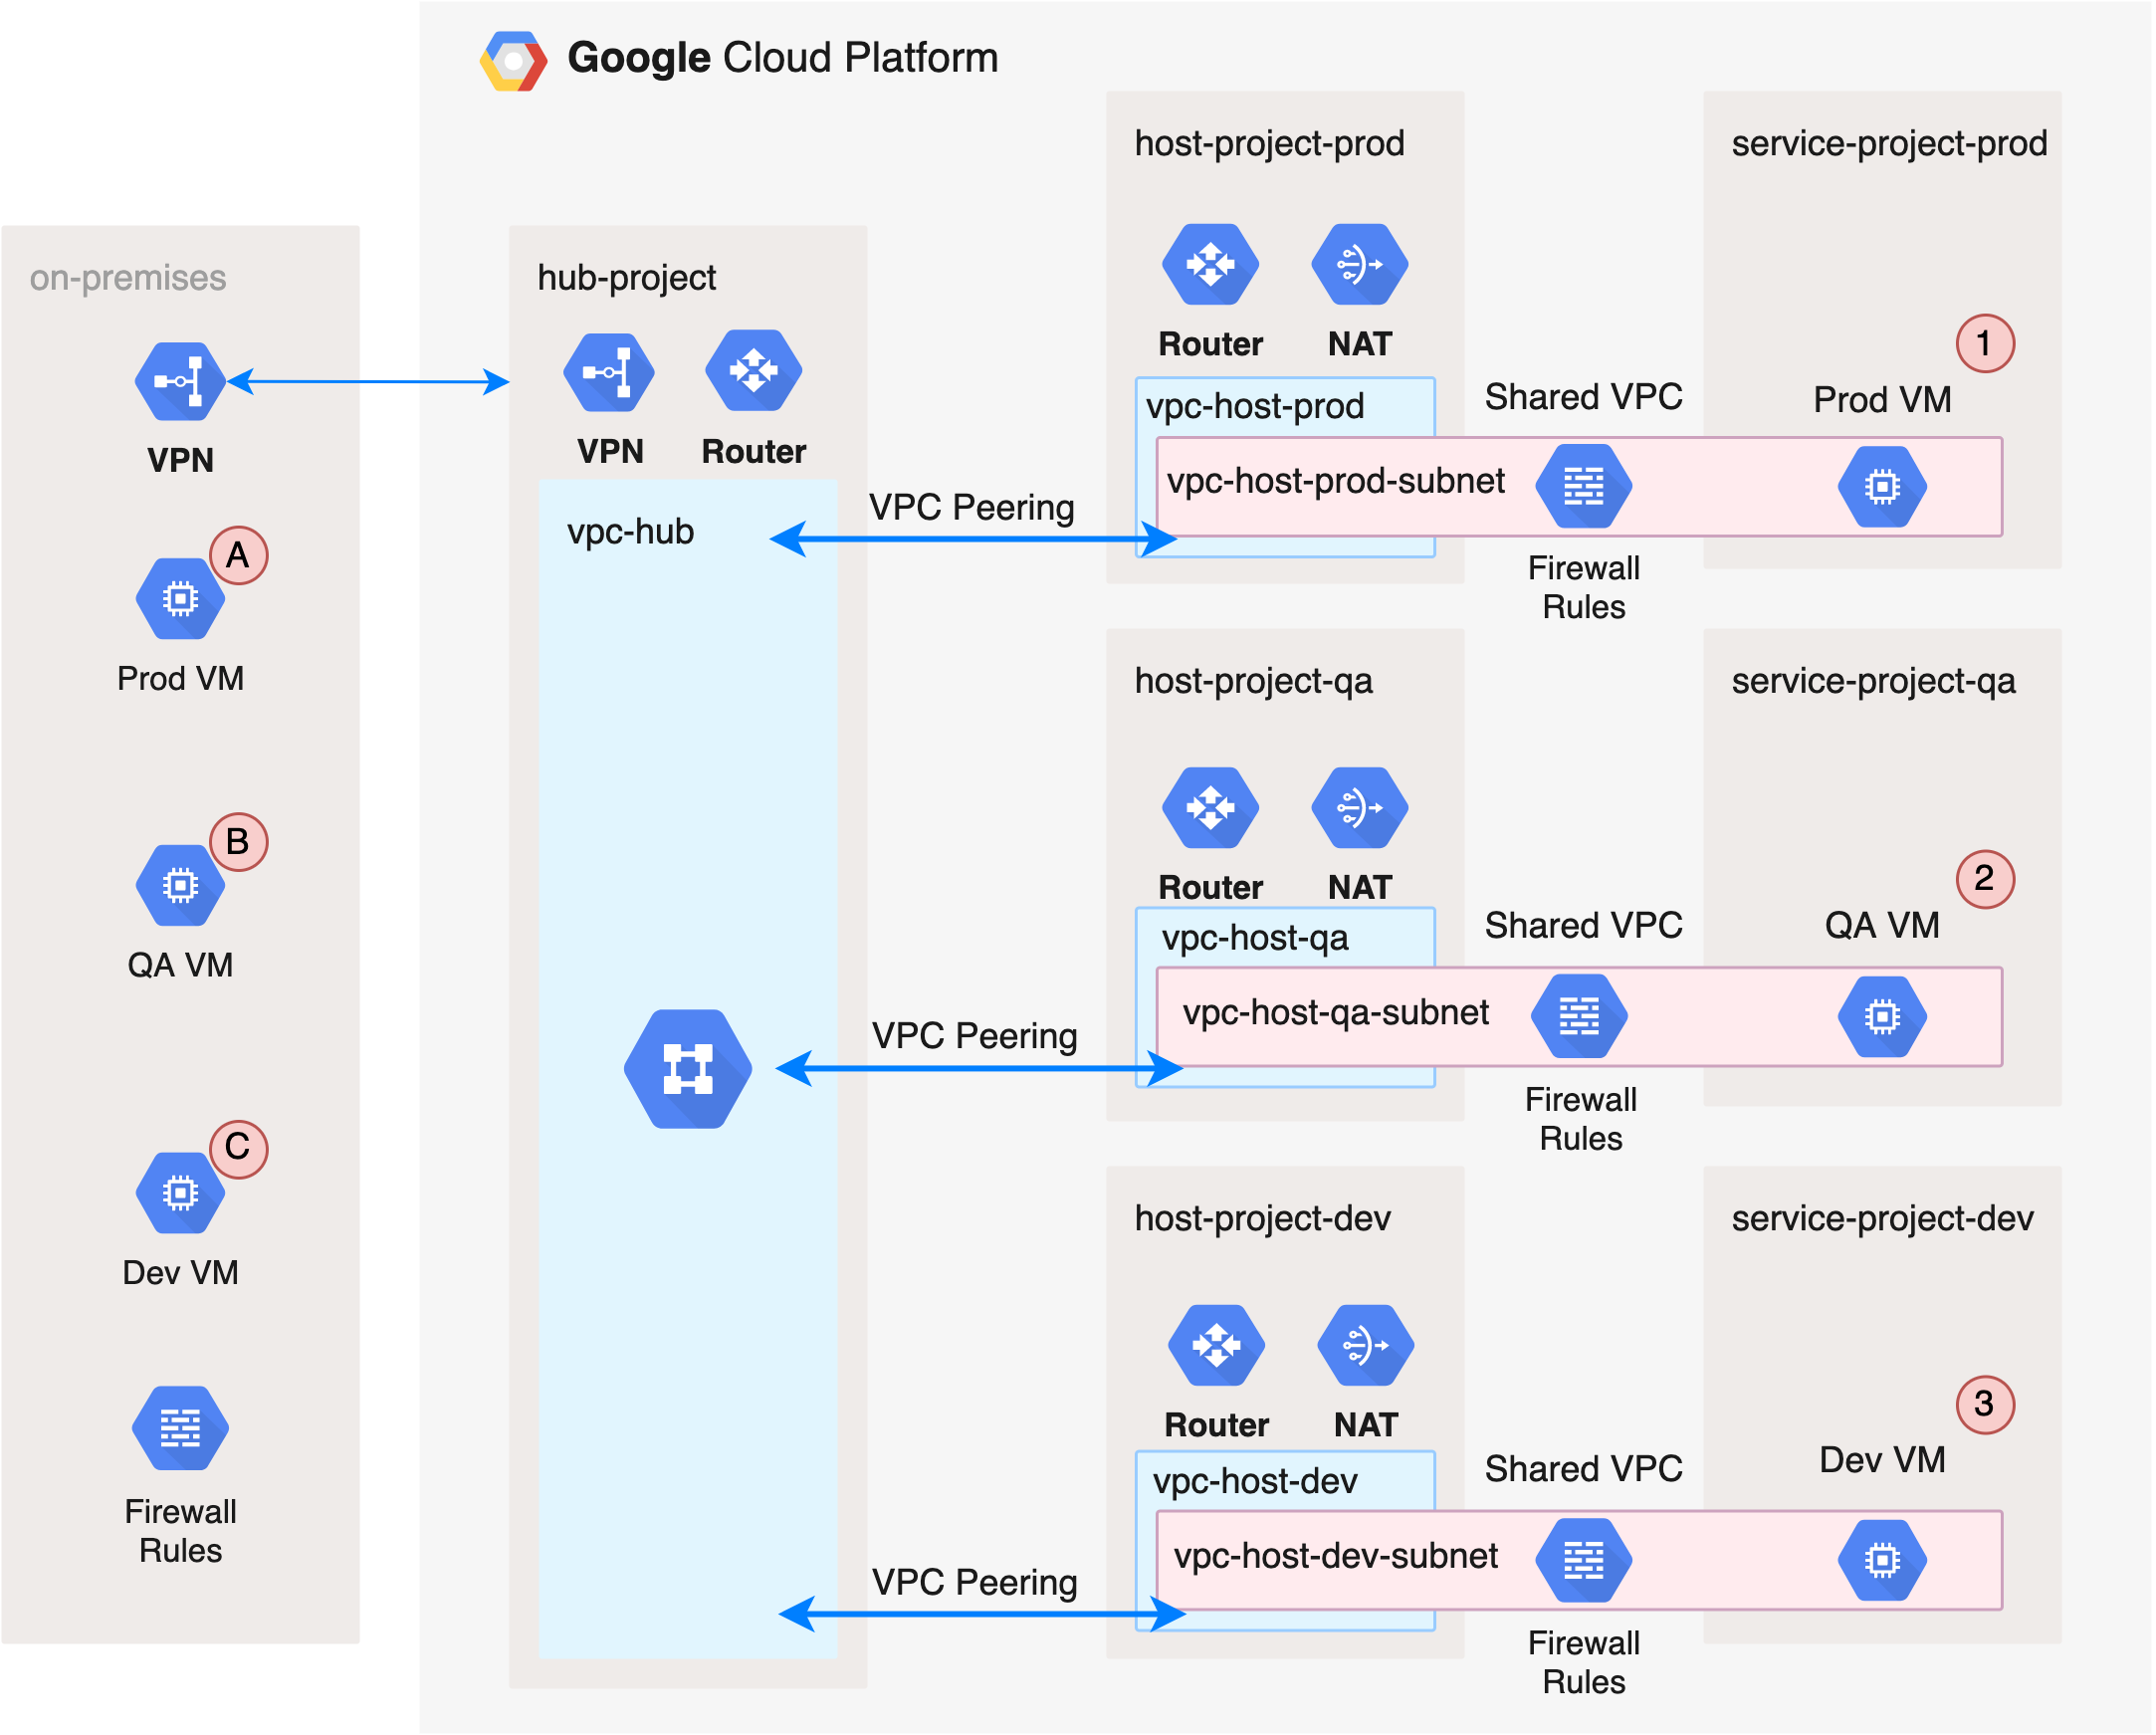 Google Cloud Platform
on-premises
VPN
A
Prod VM
B
QA VM
C
Dev VM
Firewall
Rules
hub-project
VPN
Router
vpc-hub
VPC Peering
VPC Peering
VPC Peering
host-project-prod
Router
NAT
vpc-host-prod
vpc-host-prod-subnet
Shared VPC
Firewall
Rules
service-project-prod
1
Prod VM
host-project-qa
Router
NAT
vpc-host-qa
vpc-host-qa-subnet
Shared VPC
Firewall
Rules
service-project-qa
2
QA VM
host-project-dev
Router
NAT
vpc-host-dev
vpc-host-dev-subnet
Shared VPC
Firewall
Rules
service-project-dev
3
Dev VM